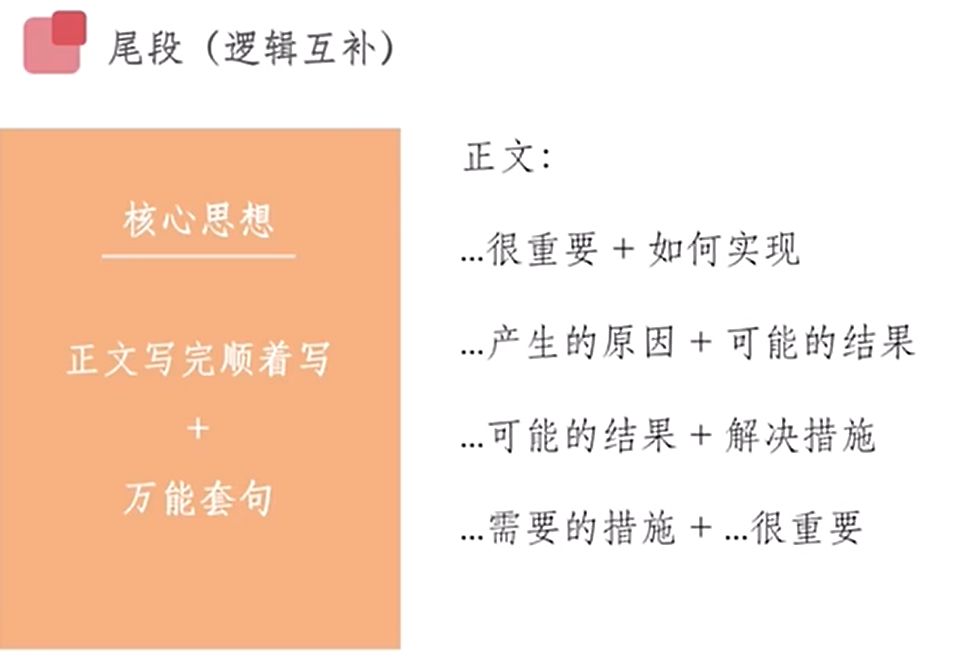 尾段（逻辑互补）
核心思想
正文写完顺着写
+
万能套句
正文：
...很重要 + 如何实现
...产生的原因 + 可能的结果
...可能的结果 + 解决措施
...需要的措施 + ...很重要